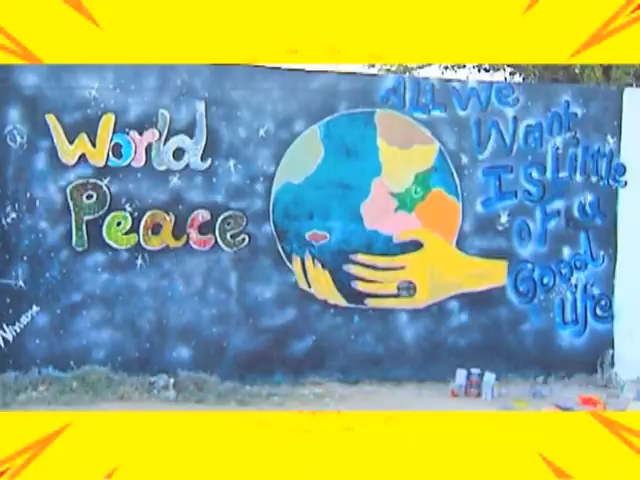 World
Peace
ALL We
Want
Is Little
of a
Good
Life